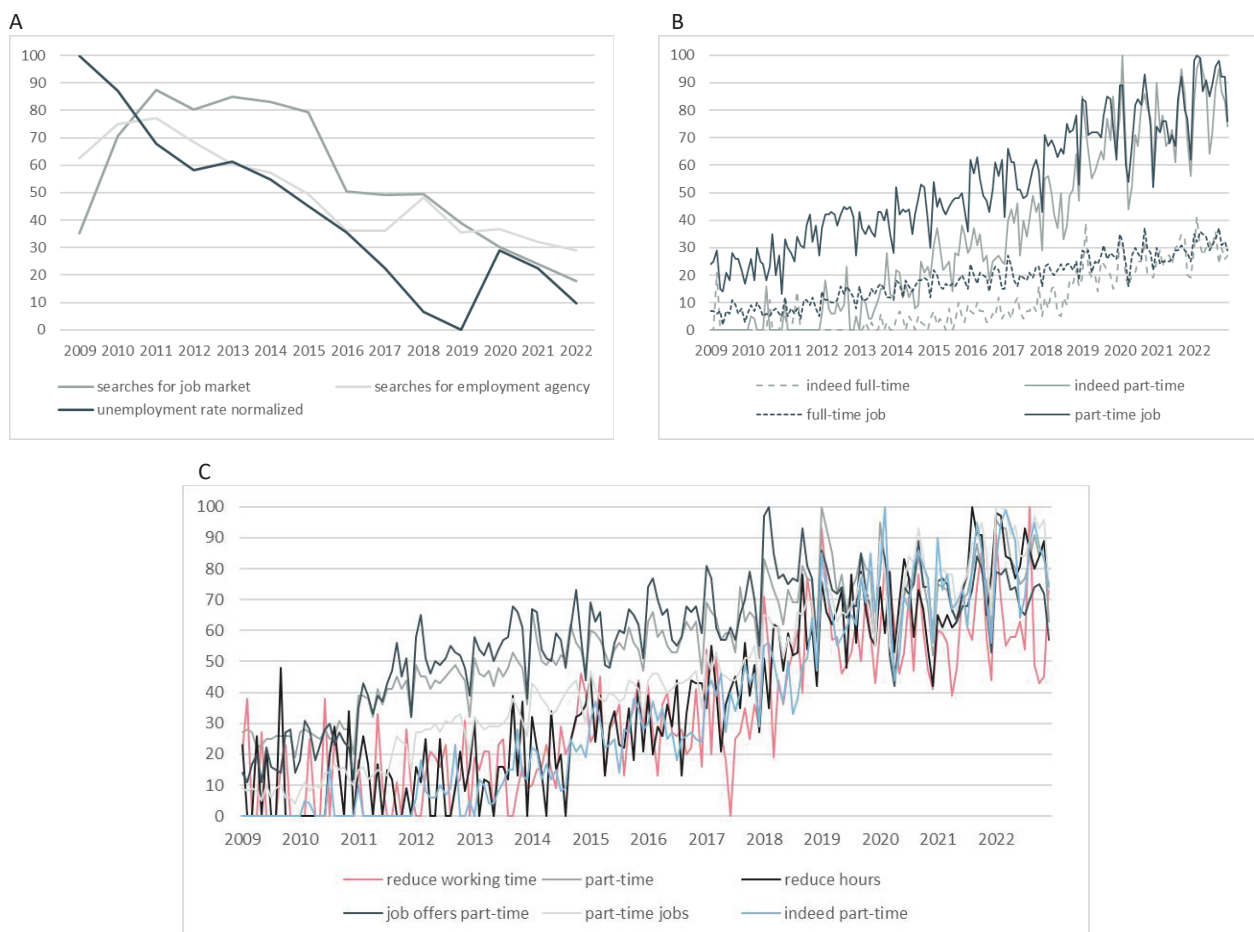 A
100
90
80
70
60
50
40
30
20
10
0
2009 2010 2011 2012 2013 2014 2015 2016 2017 2018 2019 2020 2021 2022
searches for job market searches for employment agency
unemployment rate normalized
B
100
90
80
70
60
50
40
30
20
10
0
2009 2010 2011 2012 2013 2014 2015 2016 2017 2018 2019 2020 2021 2022
indeed full-time indeed part-time
full-time job part-time job
C
100
90
80
70
60
50
40
30
20
10
0
2009 2010 2011 2012 2013 2014 2015 2016 2017 2018 2019 2020 2021 2022
reduce working time part-time reduce hours
job offers part-time part-time jobs indeed part-time